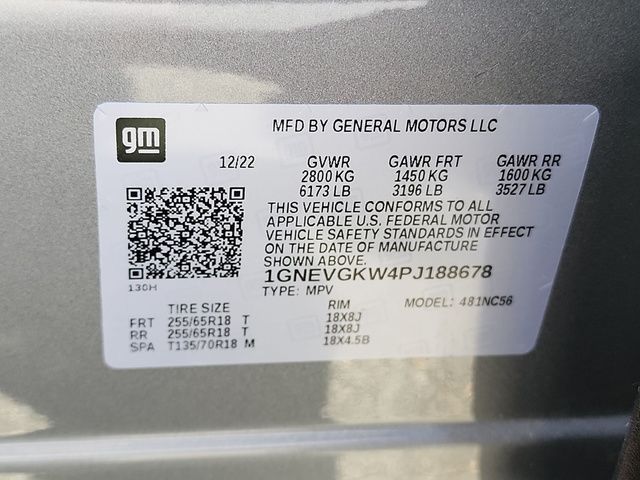 gm
MFD BY GENERAL MOTORS LLC
12/22 GVWR GAWR FRT GAWR RR
2800 KG 1450 KG 1600 KG
6173 LB 3196 LB 3527 LB
THIS VEHICLE CONFORMS TO ALL
APPLICABLE U.S. FEDERAL MOTOR
VEHICLE SAFETY STANDARDS IN EFFECT
ON THE DATE OF MANUFACTURE
SHOWN ABOVE.
1GNEVGKW4PJ188678
130H
TYPE: MPV MODEL: 481NC56
TIRE SIZE RIM
FRT 255/65R18 T 18X8J
RR 255/65R18 T 18X8J
SPA T135/70R18 M 18X4.5B